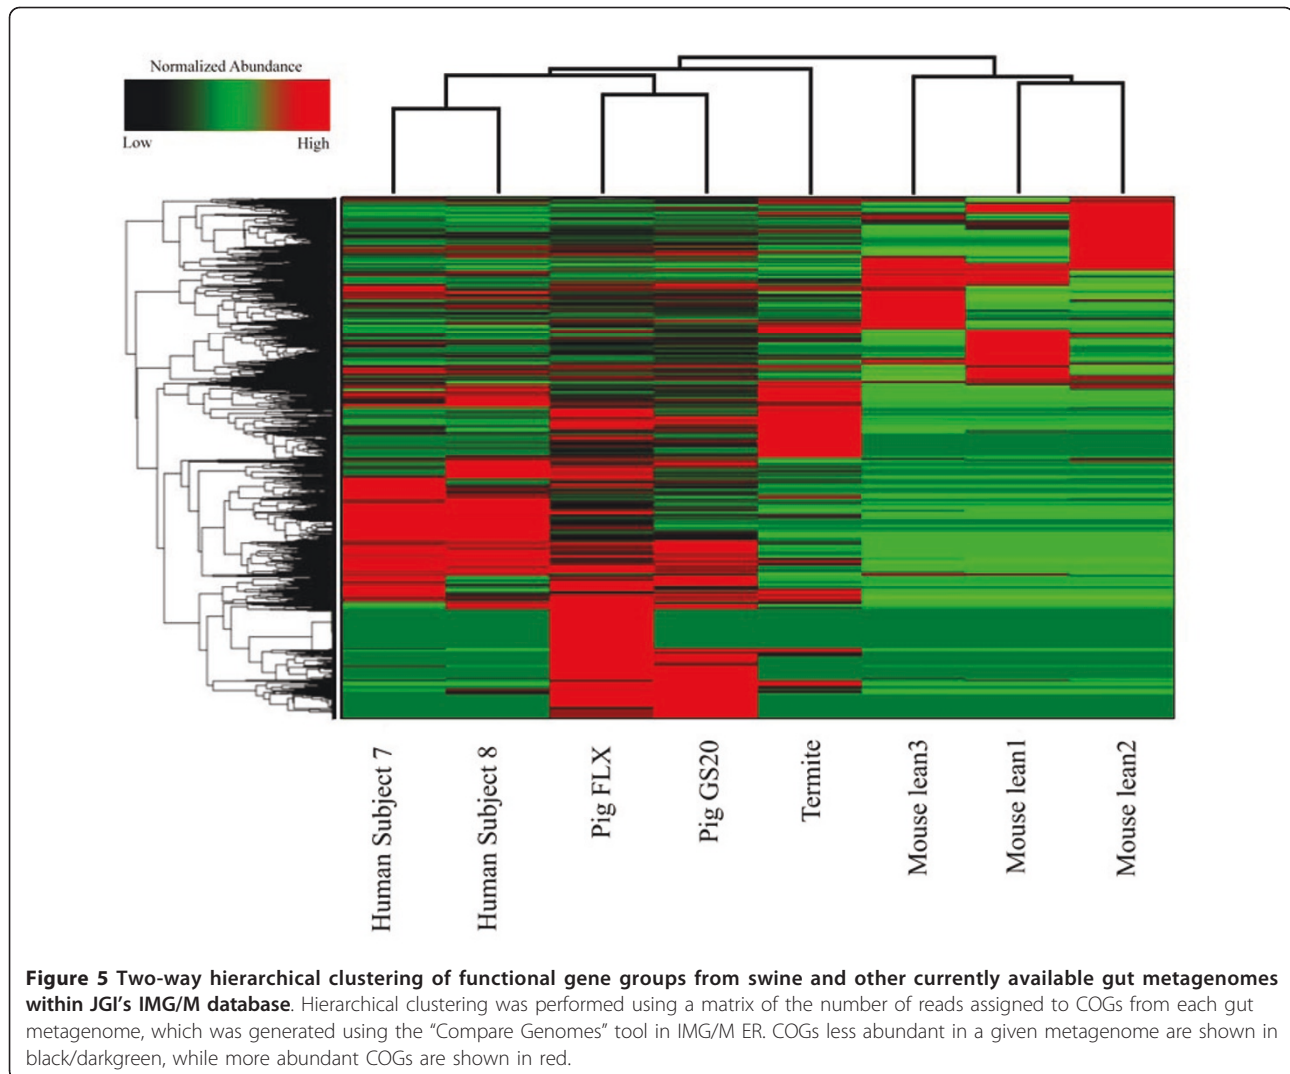 Normalized Abundance
Low
High
Human Subject 7
Human Subject 8
Pig FLX
Pig GS20
Termite
Mouse lean3
Mouse lean1
Mouse lean2
Figure 5 Two-way hierarchical clustering of functional gene groups from swine and other currently available gut metagenomes
within JGI's IMG/M database. Hierarchical clustering was performed using a matrix of the number of reads assigned to COGs from each gut
metagenome, which was generated using the “Compare Genomes” tool in IMG/M ER. COGs less abundant in a given metagenome are shown in
black/darkgreen, while more abundant COGs are shown in red.